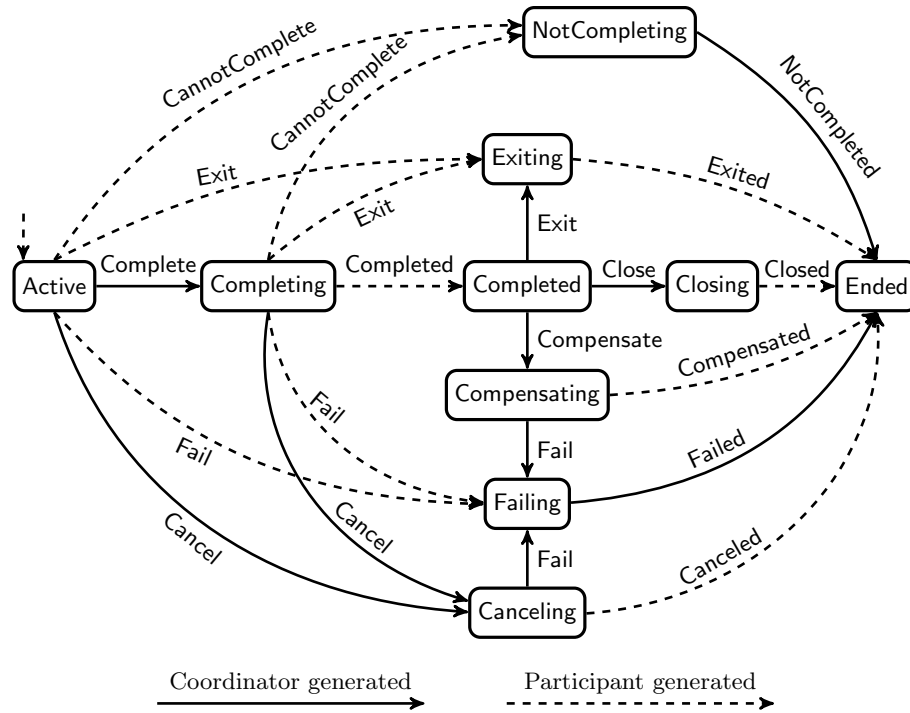 NotCompleting
CannotComplete
CannotComplete
NotCompleted
Exiting
Exit
Exit
Exited
Exit
Active
Complete
Completing
Completed
Completed
Close
Closing
Closed
Ended
Compensate
Compensating
Compensated
Fail
Fail
Fail
Failed
Failing
Cancel
Cancel
Fail
Canceled
Canceling
Coordinator generated
Participant generated